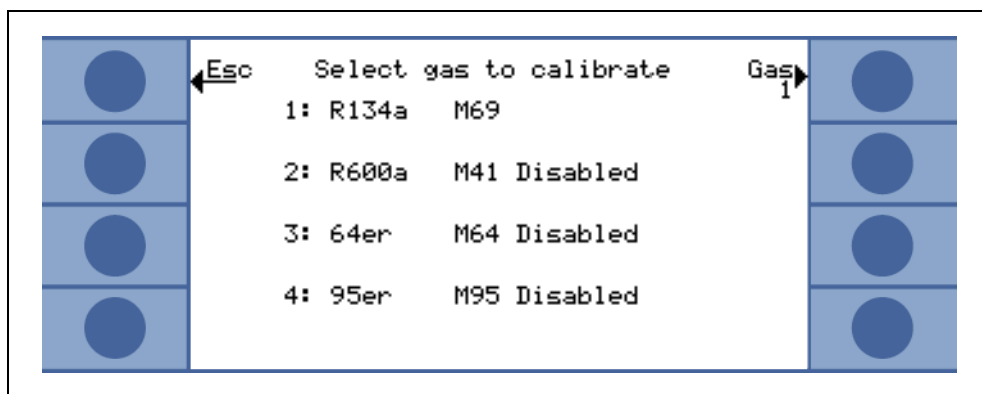 Esc Select gas to calibrate Gas
1
1: R134a M69
2: R600a M41 Disabled
3: 64er M64 Disabled
4: 95er M95 Disabled